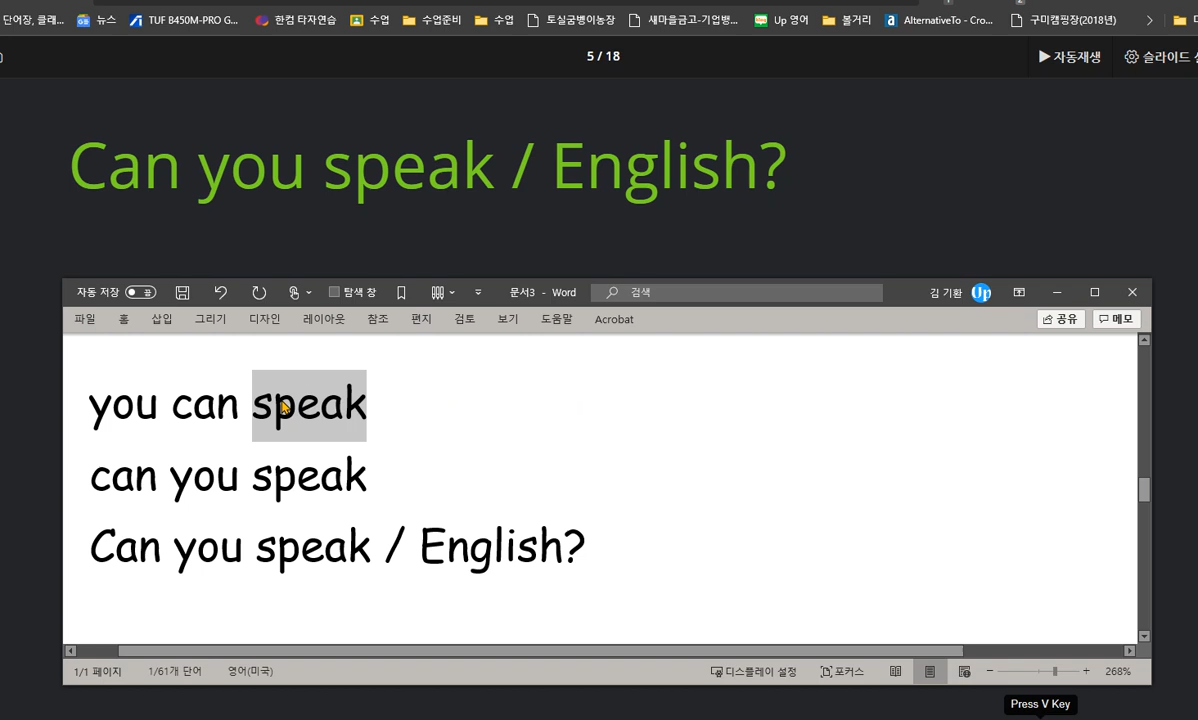 단어장, 클래... 뉴스 TUF B450M-PRO G... 한컴 타자연습 수업 수업준비 수업 토실굼벵이농장 새마을금고-기업뱅... Up 영어 볼거리 AlternativeTo - Cro... 구미캠핑장(2018년)
5 / 18 자동재생 슬라이드
Can you speak / English?
자동 저장 끔 탐색 창 문서3 - Word 검색 김 기환 Up
파일 홈 삽입 그리기 디자인 레이아웃 참조 편지 검토 보기 도움말 Acrobat 공유 메모
you can speak
can you speak
Can you speak / English?
1/1 페이지 1/61개 단어 영어(미국) 디스플레이 설정 포커스 268%
Press V Key